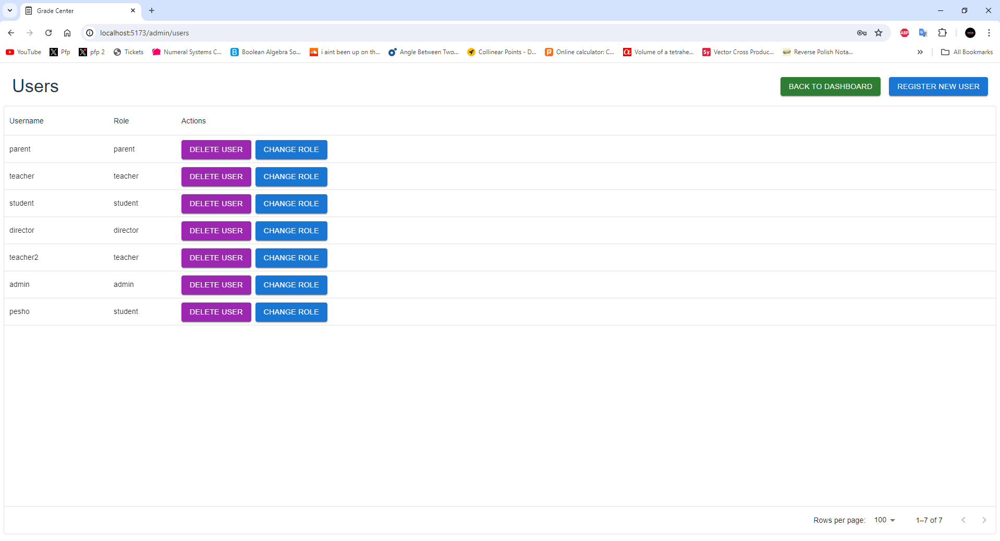 Grade Center
localhost:5173/admin/users
ABP
YouTube Pfp pfp 2 Tickets Numeral Systems C... Boolean Algebra So... i aint been up on th... Angle Between Two... Collinear Points - D... Online calculator: C... Volume of a tetrahe... Sy Vector Cross Produc... Reverse Polish Nota... All Bookmarks
Users BACK TO DASHBOARD REGISTER NEW USER
Username Role Actions
parent parent DELETE USER CHANGE ROLE
teacher teacher DELETE USER CHANGE ROLE
student student DELETE USER CHANGE ROLE
director director DELETE USER CHANGE ROLE
teacher2 teacher DELETE USER CHANGE ROLE
admin admin DELETE USER CHANGE ROLE
pesho student DELETE USER CHANGE ROLE
Rows per page: 100 1–7 of 7